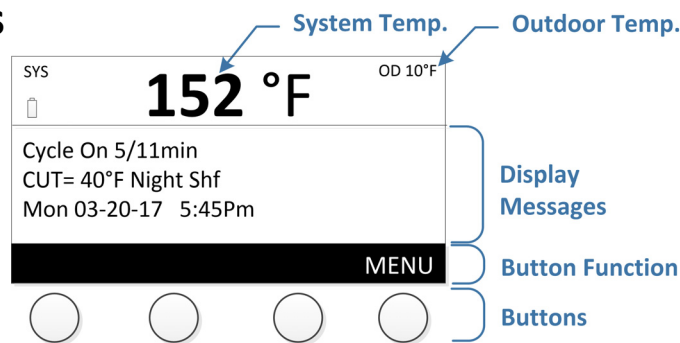 S
System Temp.
Outdoor Temp.
SYS
152 °F
OD 10°F
Cycle On 5/11min
CUT= 40°F Night Shf
Mon 03-20-17 5:45Pm
Display
Messages
MENU
Button Function
Buttons